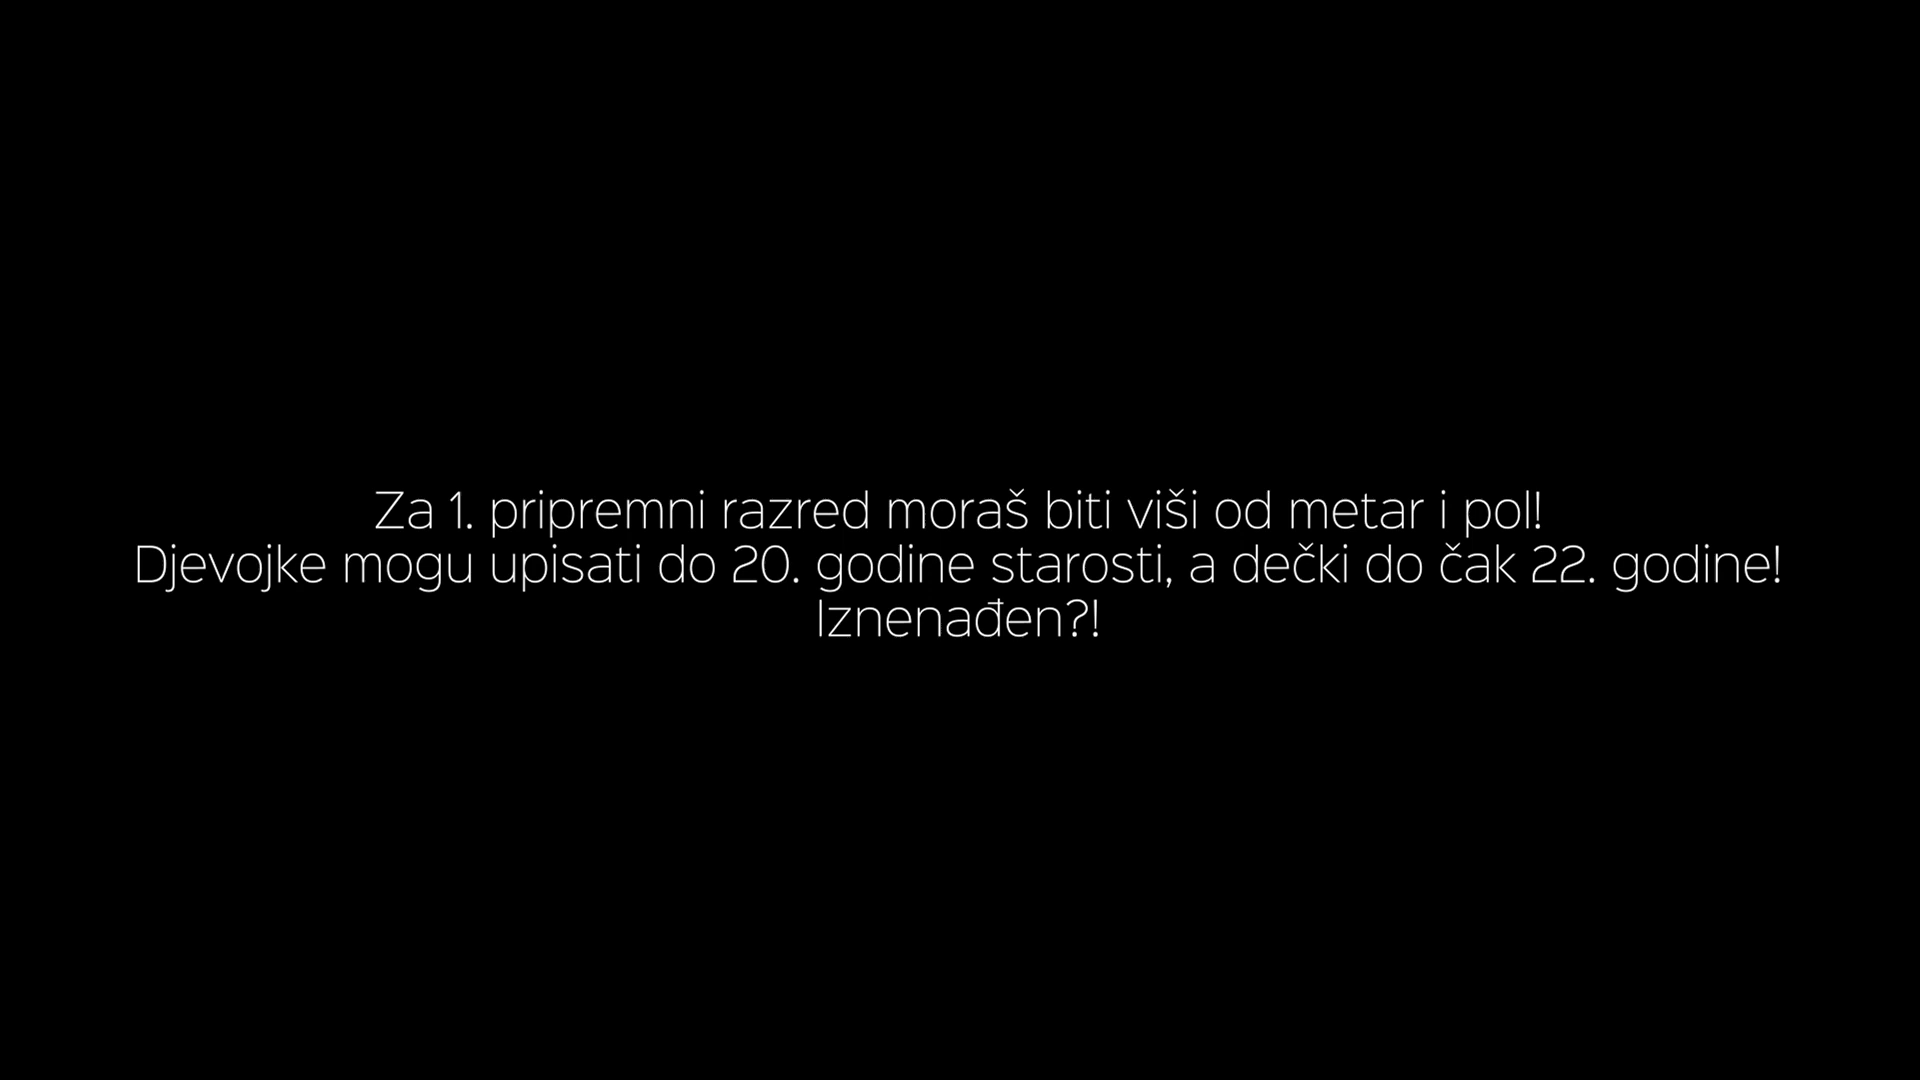 Za 1. pripremni razred moraš biti viši od metar i pol!
Djevojke mogu upisati do 20. godine starosti, a dečki do čak 22. godine!
Iznenađen?!